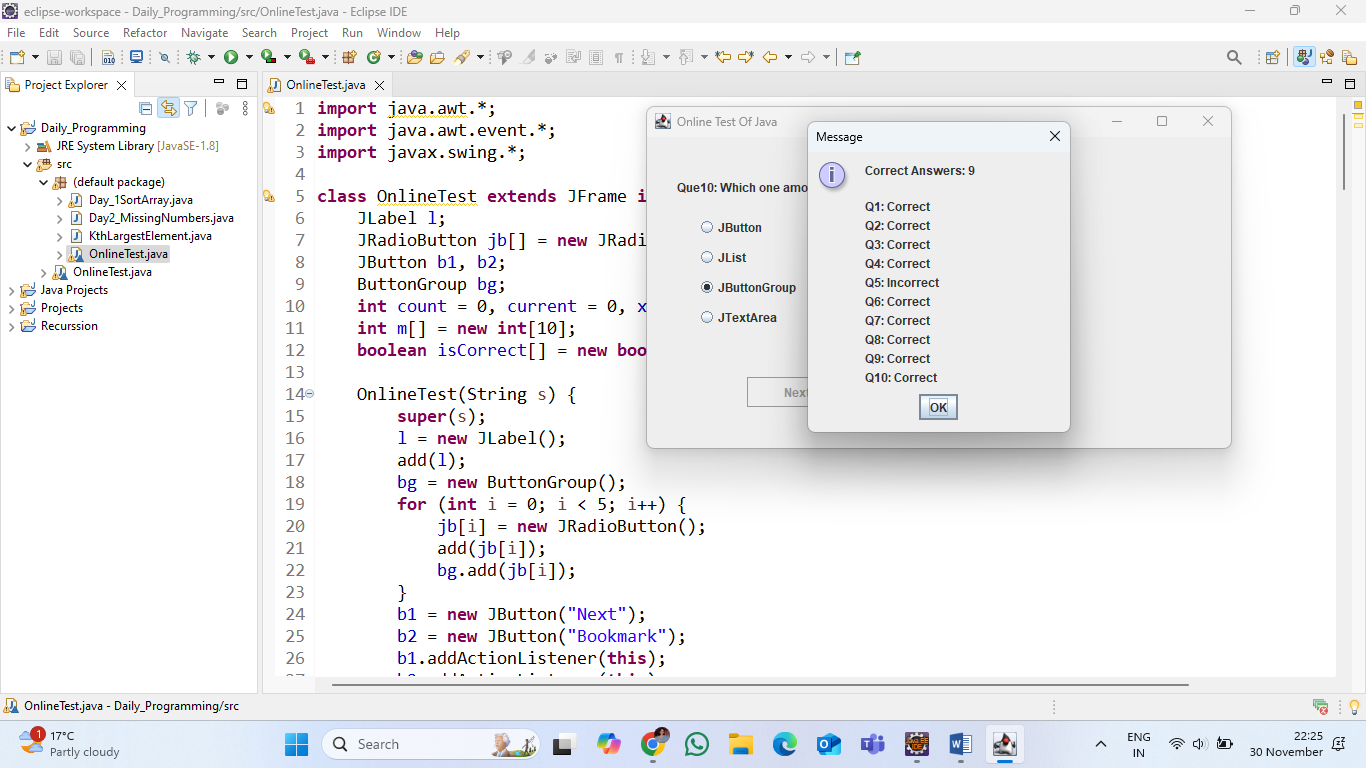 eclipse-workspace - Daily_Programming/src/OnlineTest.java - Eclipse IDE
File Edit Source Refactor Navigate Search Project Run Window Help
Project Explorer
Daily_Programming
JRE System Library [JavaSE-1.8]
src
(default package)
Day_1SortArray.java
Day2_MissingNumbers.java
KthLargestElement.java
OnlineTest.java
OnlineTest.java
Java Projects
Projects
Recurssion
OnlineTest.java
1 import java.awt.*;
2 import java.awt.event.*;
3 import javax.swing.*;
4
5 class OnlineTest extends JFrame i
6 JLabel l;
7 JRadioButton jb[] = new JRadi
8 JButton b1, b2;
9 ButtonGroup bg;
10 int count = 0, current = 0, x
11 int m[] = new int[10];
12 boolean isCorrect[] = new boo
13
14 OnlineTest(String s) {
15 super(s);
16 l = new JLabel();
17 add(l);
18 bg = new ButtonGroup();
19 for (int i = 0; i < 5; i++) {
20 jb[i] = new JRadioButton();
21 add(jb[i]);
22 bg.add(jb[i]);
23 }
24 b1 = new JButton("Next");
25 b2 = new JButton("Bookmark");
26 b1.addActionListener(this);
Online Test Of Java
Que10: Which one amo
JButton
JList
JButtonGroup
JTextArea
Next
Message
Correct Answers: 9
Q1: Correct
Q2: Correct
Q3: Correct
Q4: Correct
Q5: Incorrect
Q6: Correct
Q7: Correct
Q8: Correct
Q9: Correct
Q10: Correct
OK
OnlineTest.java - Daily_Programming/src
1
17°C
Partly cloudy
Search
ENG
IN
22:25
30 November